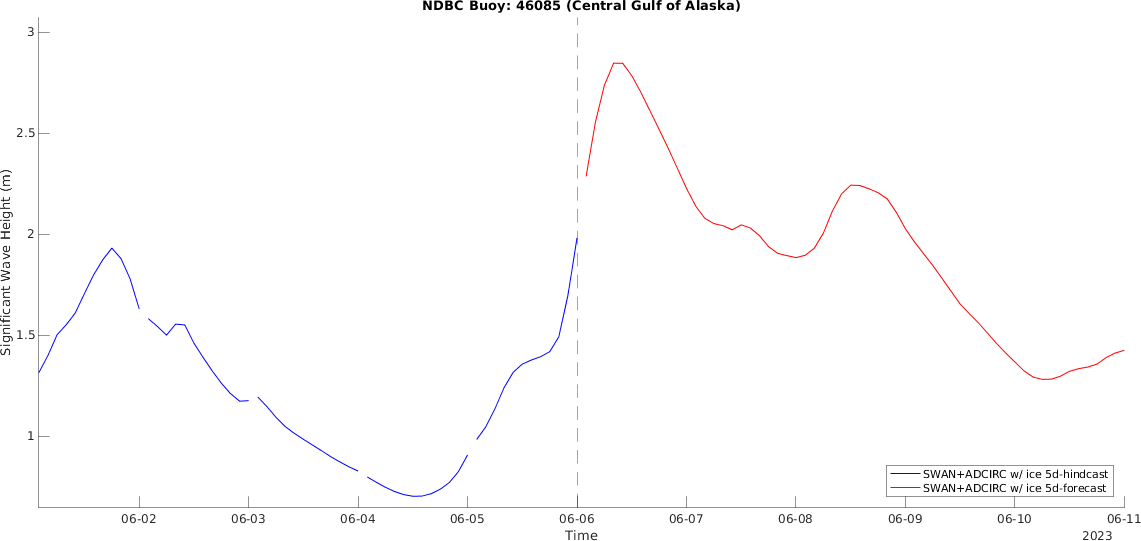 NDBC Buoy: 46085 (Central Gulf of Alaska)
3
2.5
2
1.5
1
Significant Wave Height (m)
SWAN+ADCIRC w/ ice 5d-hindcast
SWAN+ADCIRC w/ ice 5d-forecast
06-02 06-03 06-04 06-05 06-06 06-07 06-08 06-09 06-10 06-11
Time
2023